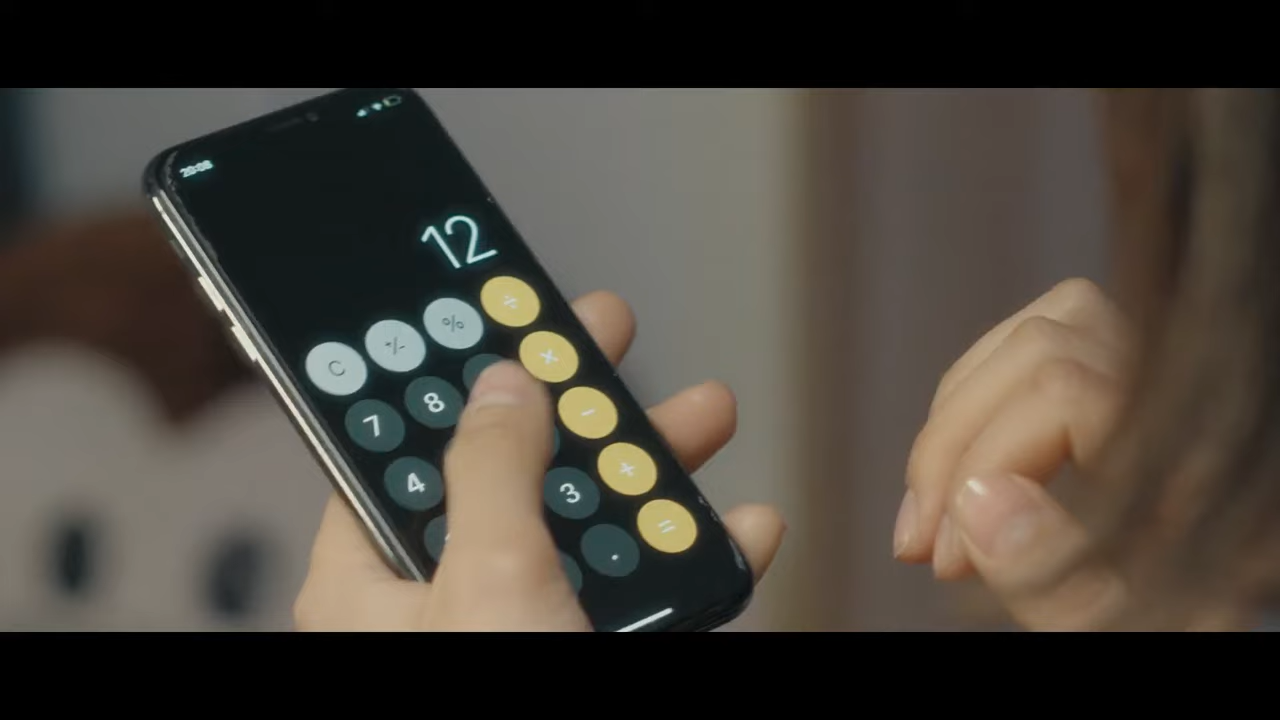 20:08
12
C +/- % ÷
7 8 ×
4 −
3 +
. =